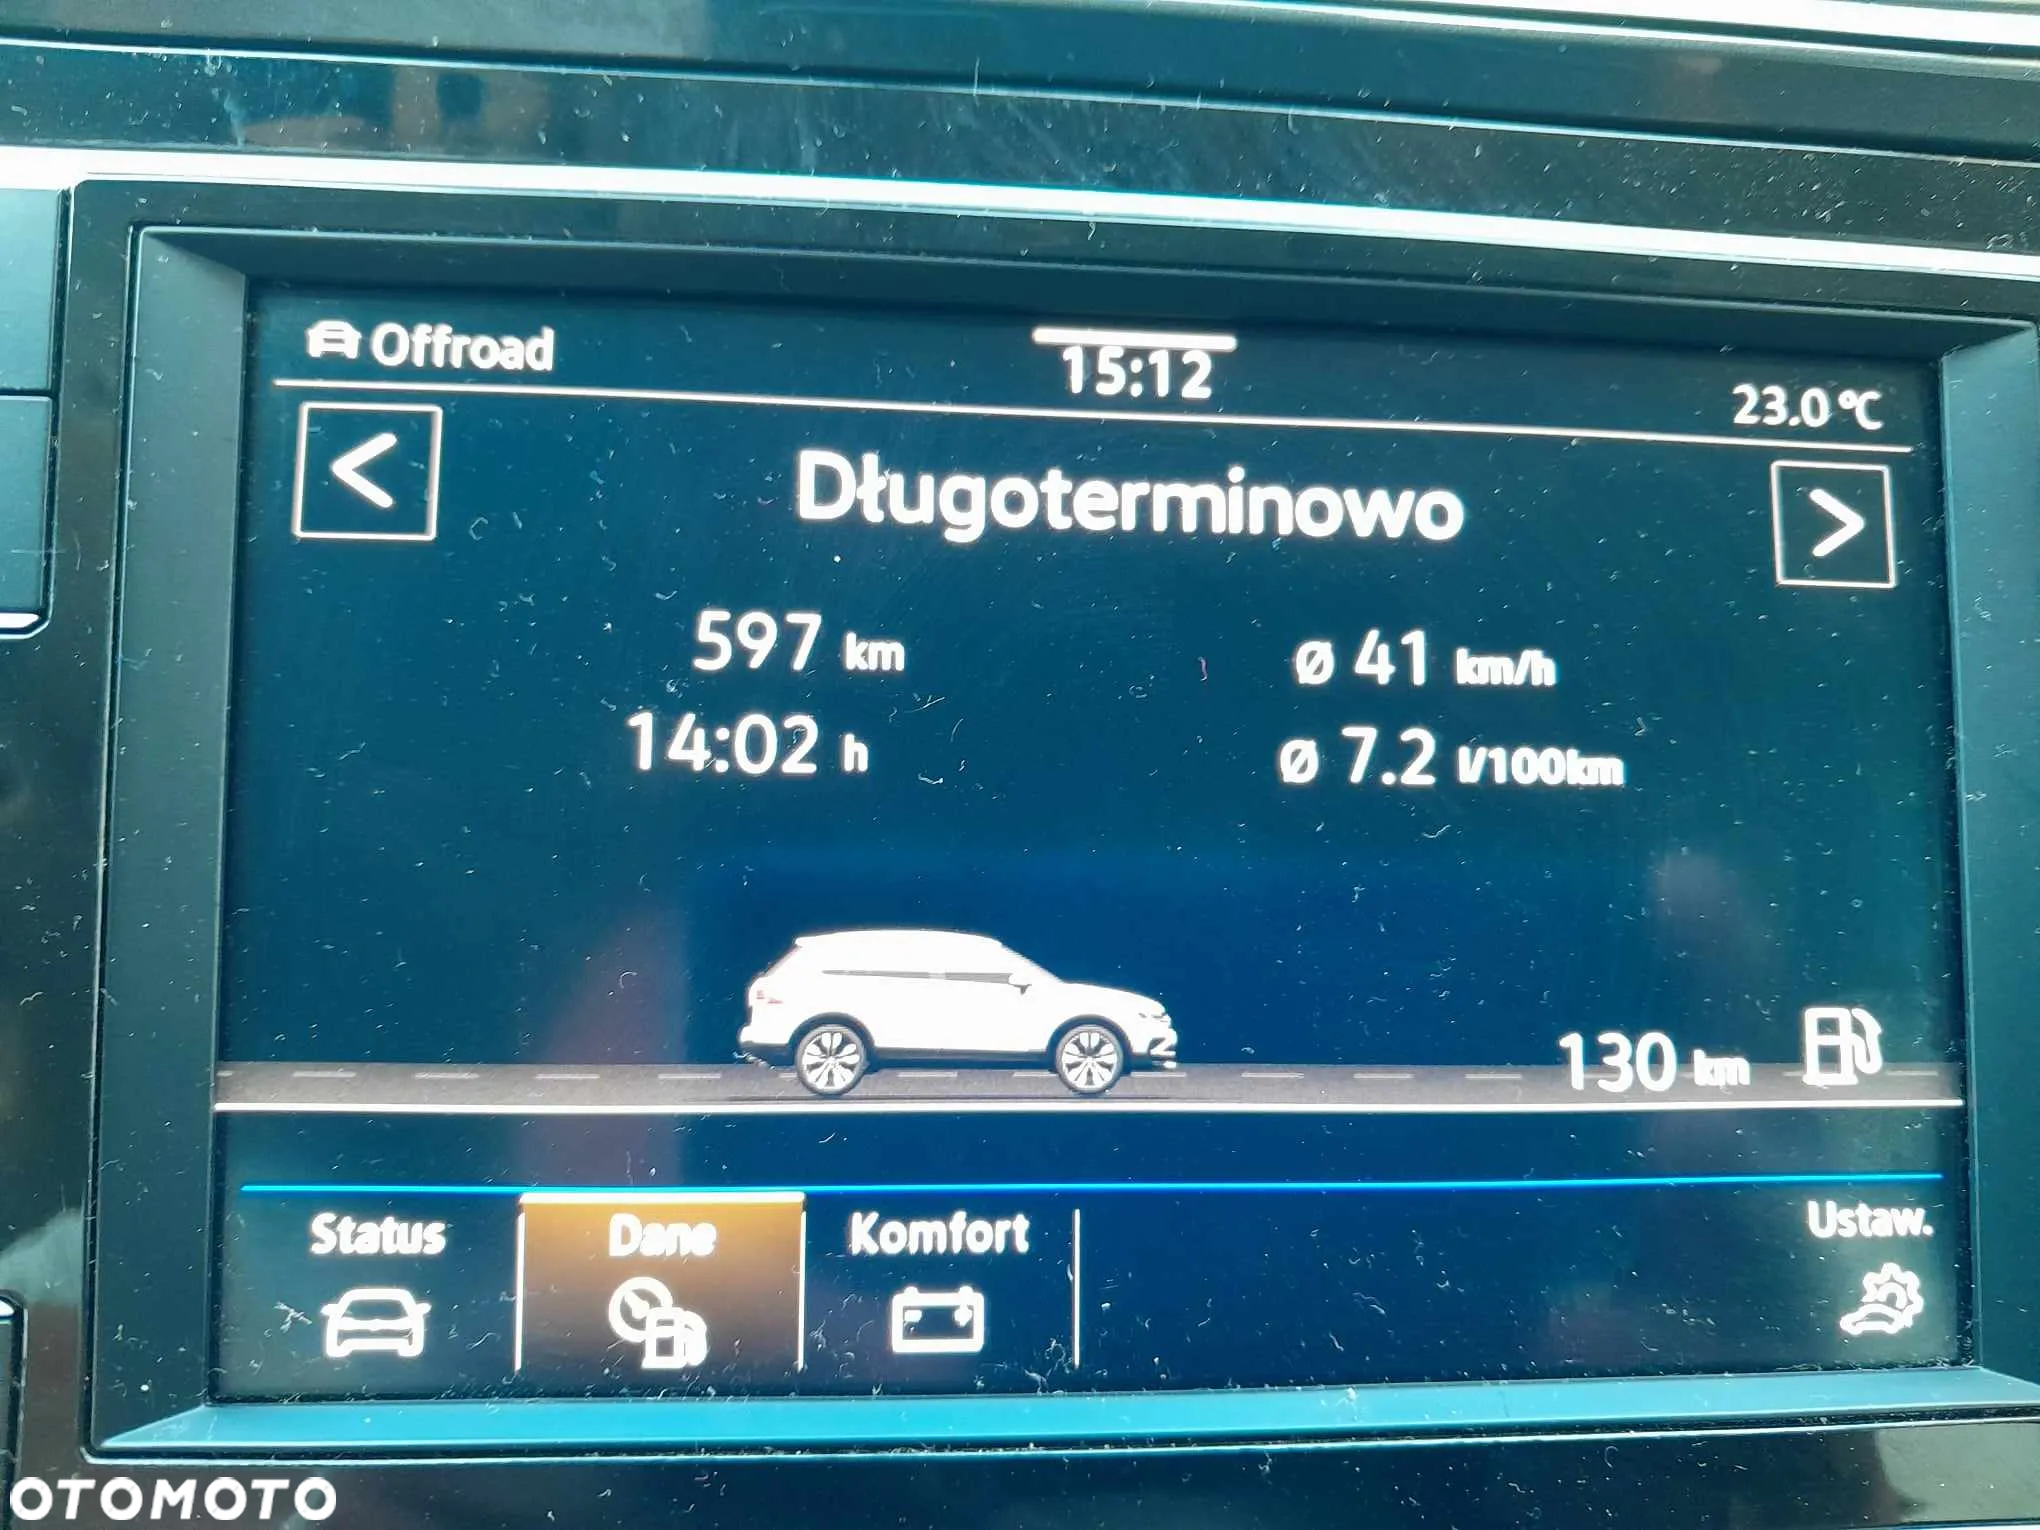 Offroad
15:12
23.0 °C
<
Długoterminowo
>
597 km
Ø 41 km/h
14:02 h
Ø 7.2 l/100km
130 km
Status
Dane
Komfort
Ustaw.
OTOMOTO